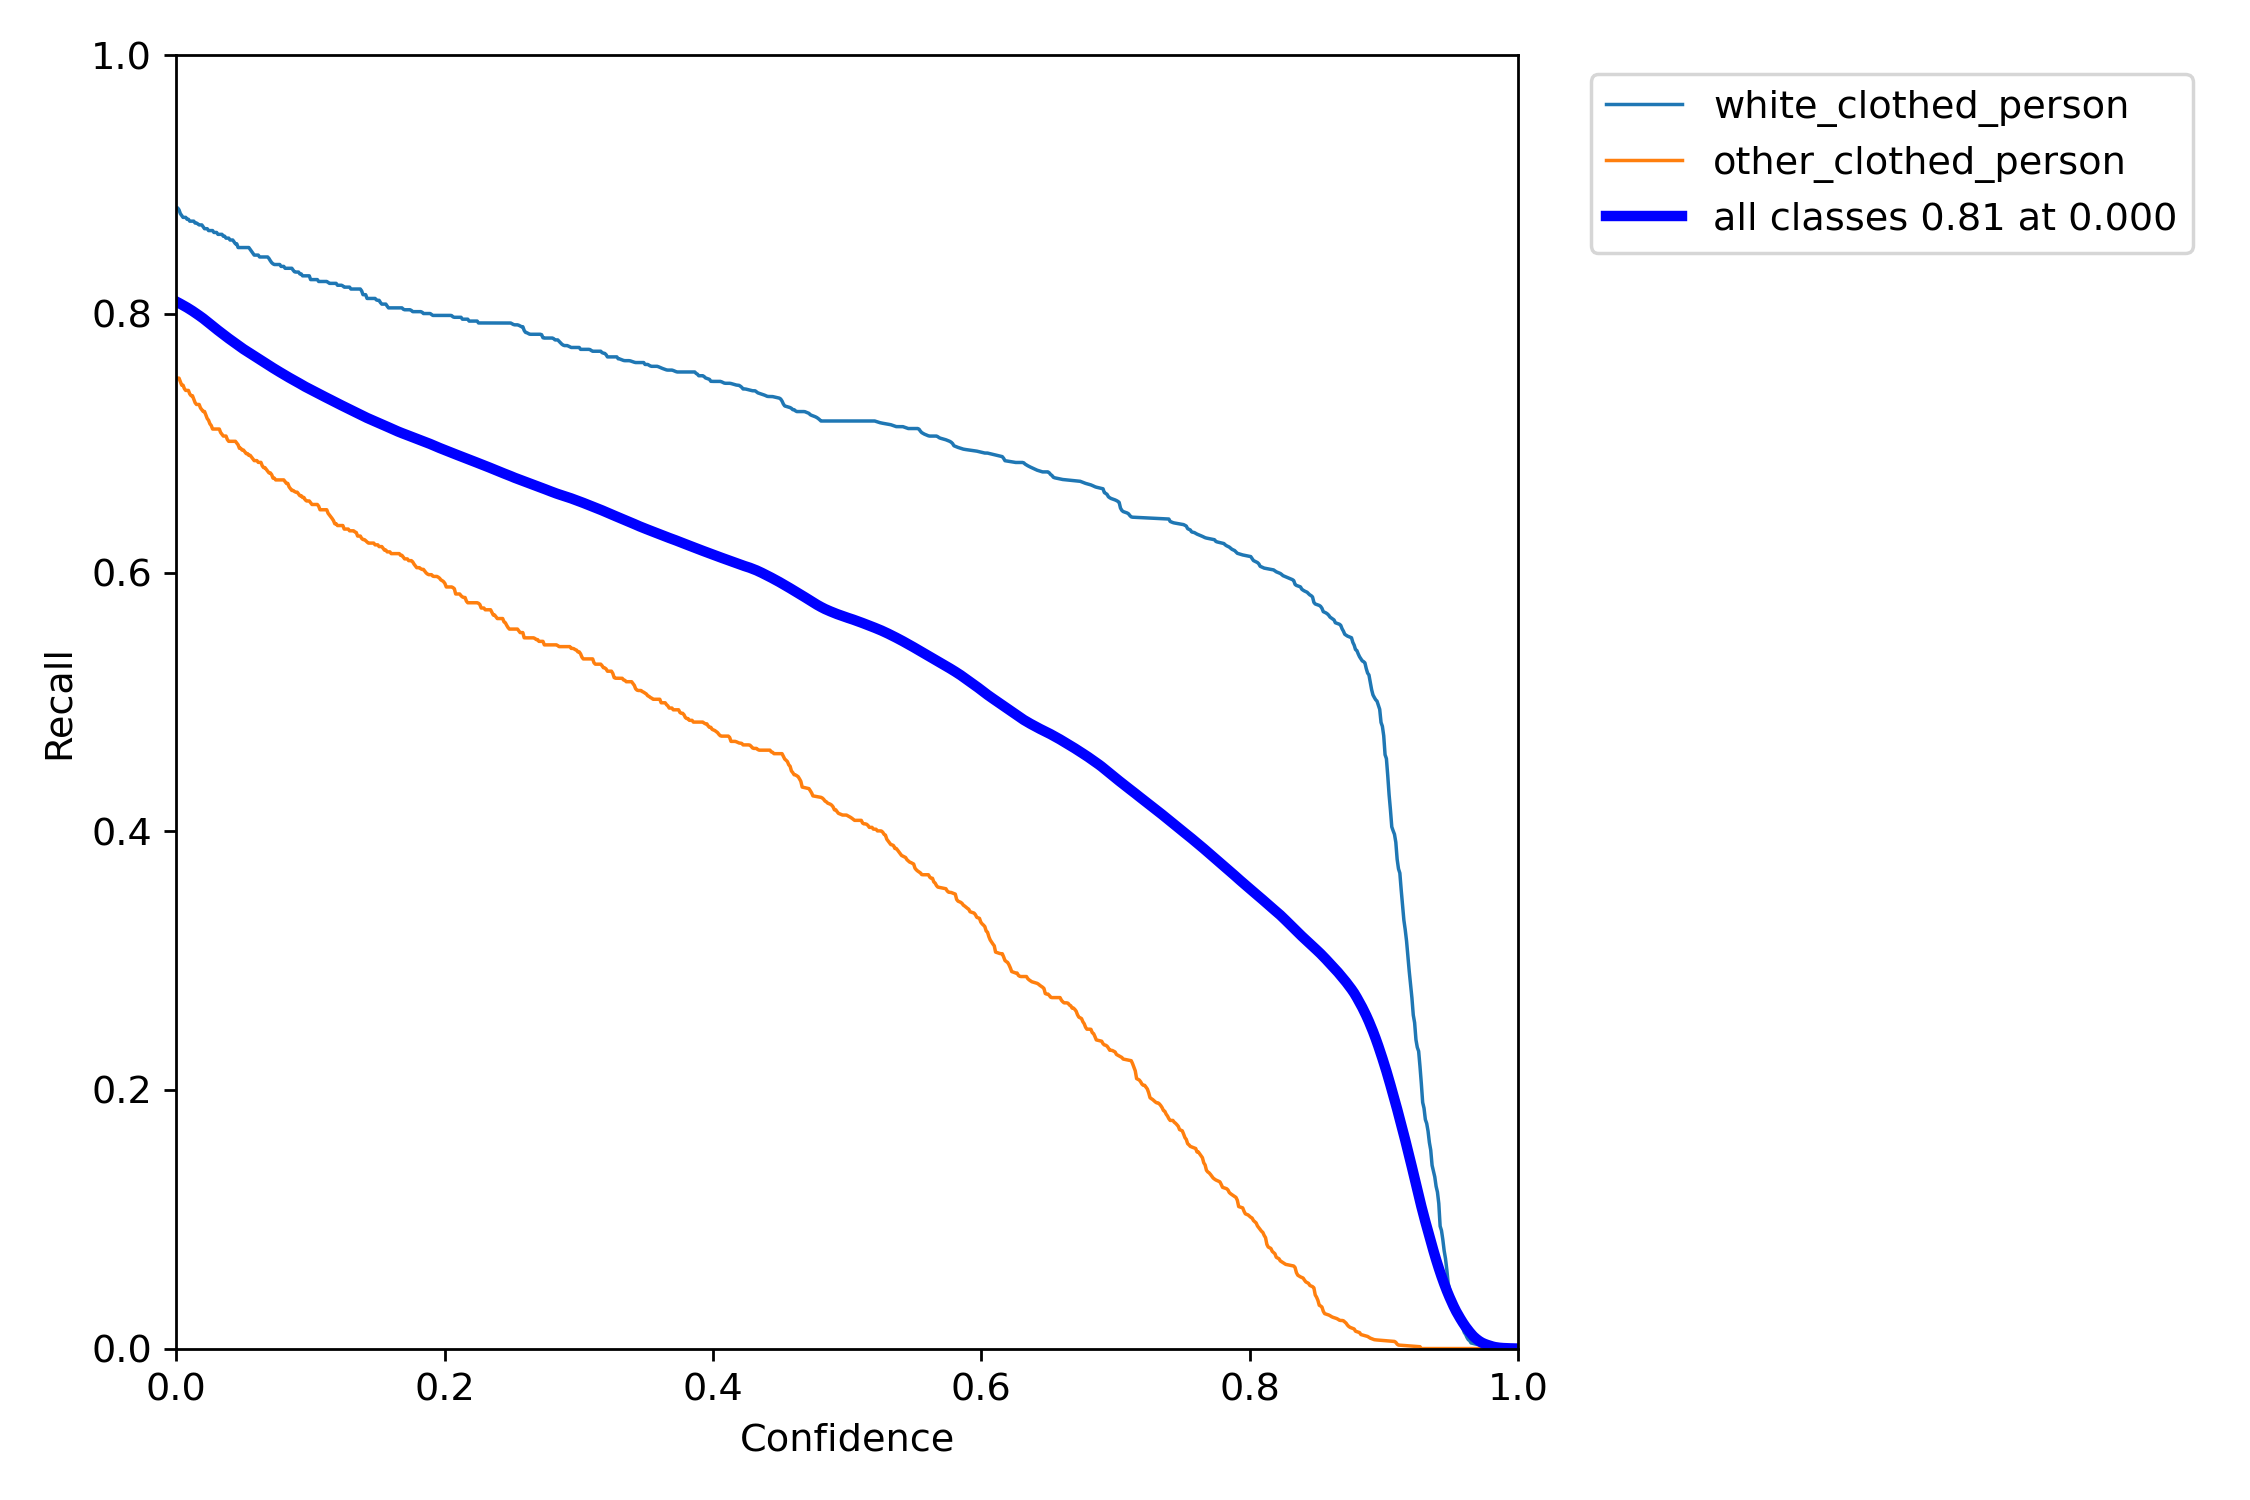 1.0
0.8
0.6
0.4
0.2
0.0
Recall
0.0 0.2 0.4 0.6 0.8 1.0
Confidence
white_clothed_person
other_clothed_person
all classes 0.81 at 0.000